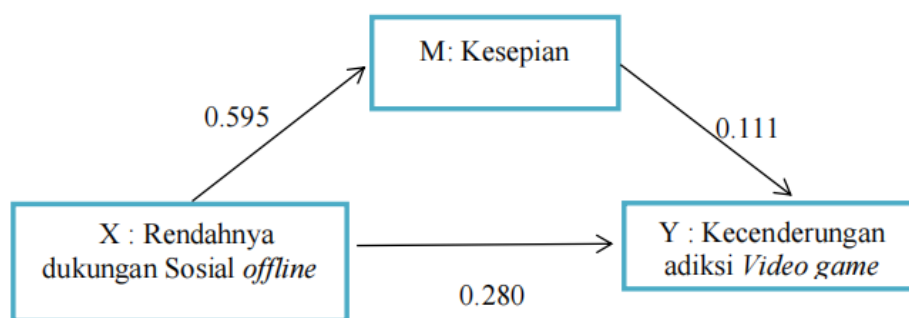 M: Kesepian
0.595
0.111
X : Rendahnya
dukungan Sosial offline
Y : Kecenderungan
adiksi Video game
0.280